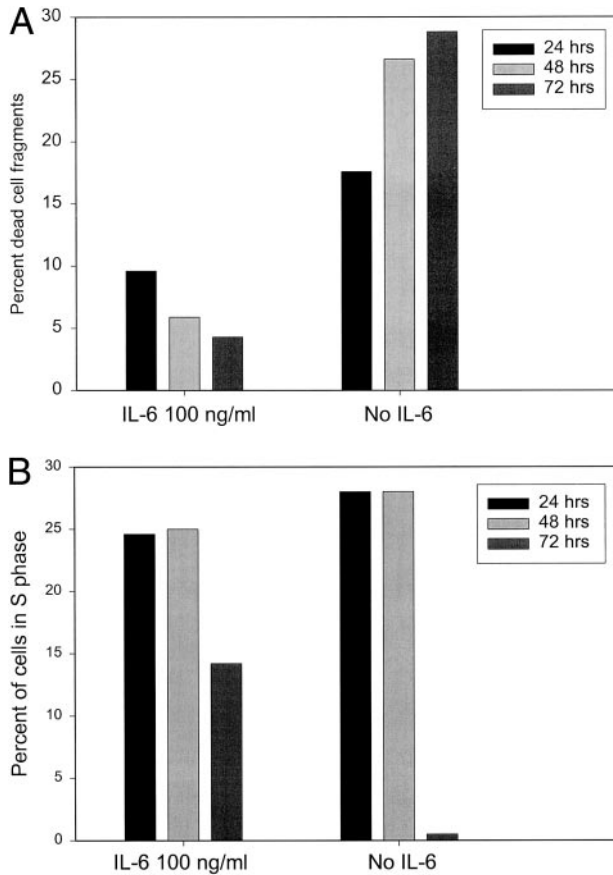 A
30
25
20
15
10
5
0
Percent dead cell fragments
24 hrs
48 hrs
72 hrs
IL-6 100 ng/ml No IL-6
B
30
25
20
15
10
5
0
Percent of cells in S phase
24 hrs
48 hrs
72 hrs
IL-6 100 ng/ml No IL-6